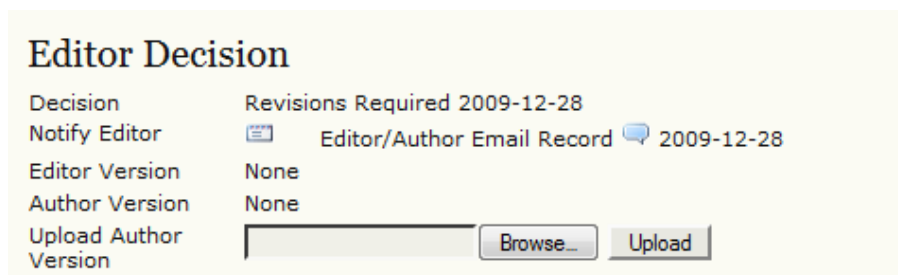 Editor Decision
Decision Revisions Required 2009-12-28
Notify Editor Editor/Author Email Record 2009-12-28
Editor Version None
Author Version None
Upload Author Version Browse... Upload